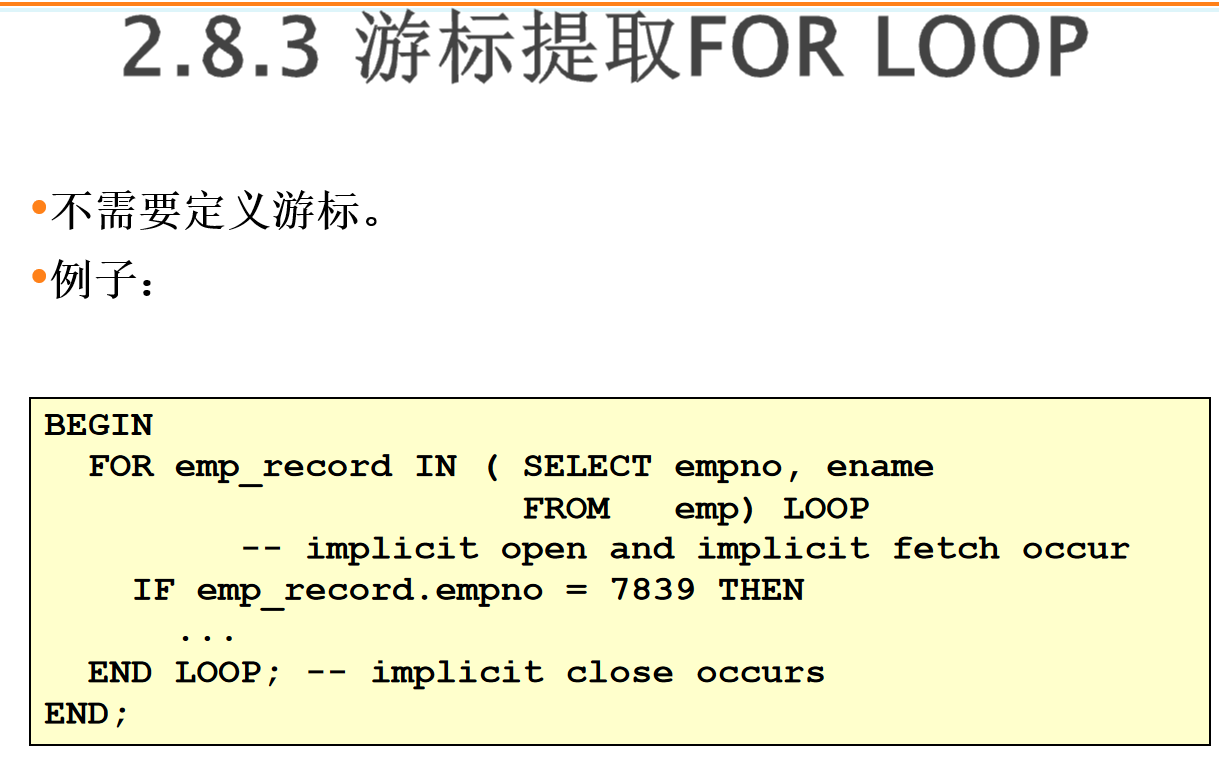 2.8.3 游标提取FOR LOOP
•不需要定义游标。
•例子：
BEGIN
  FOR emp_record IN ( SELECT empno, ename
                      FROM   emp) LOOP
         -- implicit open and implicit fetch occur
    IF emp_record.empno = 7839 THEN
      ...
  END LOOP; -- implicit close occurs
END;